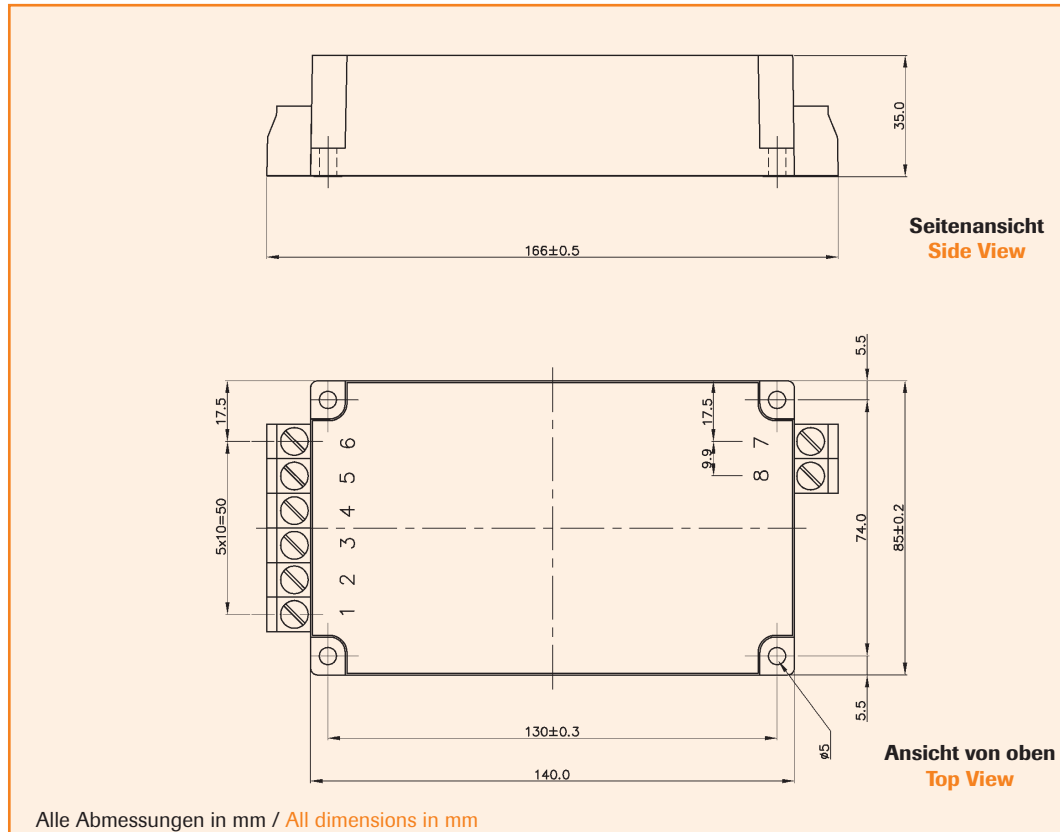 35.0
166±0.5
Seitenansicht
Side View
5.5
17.5
17.5
6
7
9.9
5
8
5x10=50
4
74.0
85±0.2
3
2
1
5.5
130±0.3
ø5
140.0
Ansicht von oben
Top View
Alle Abmessungen in mm / All dimensions in mm